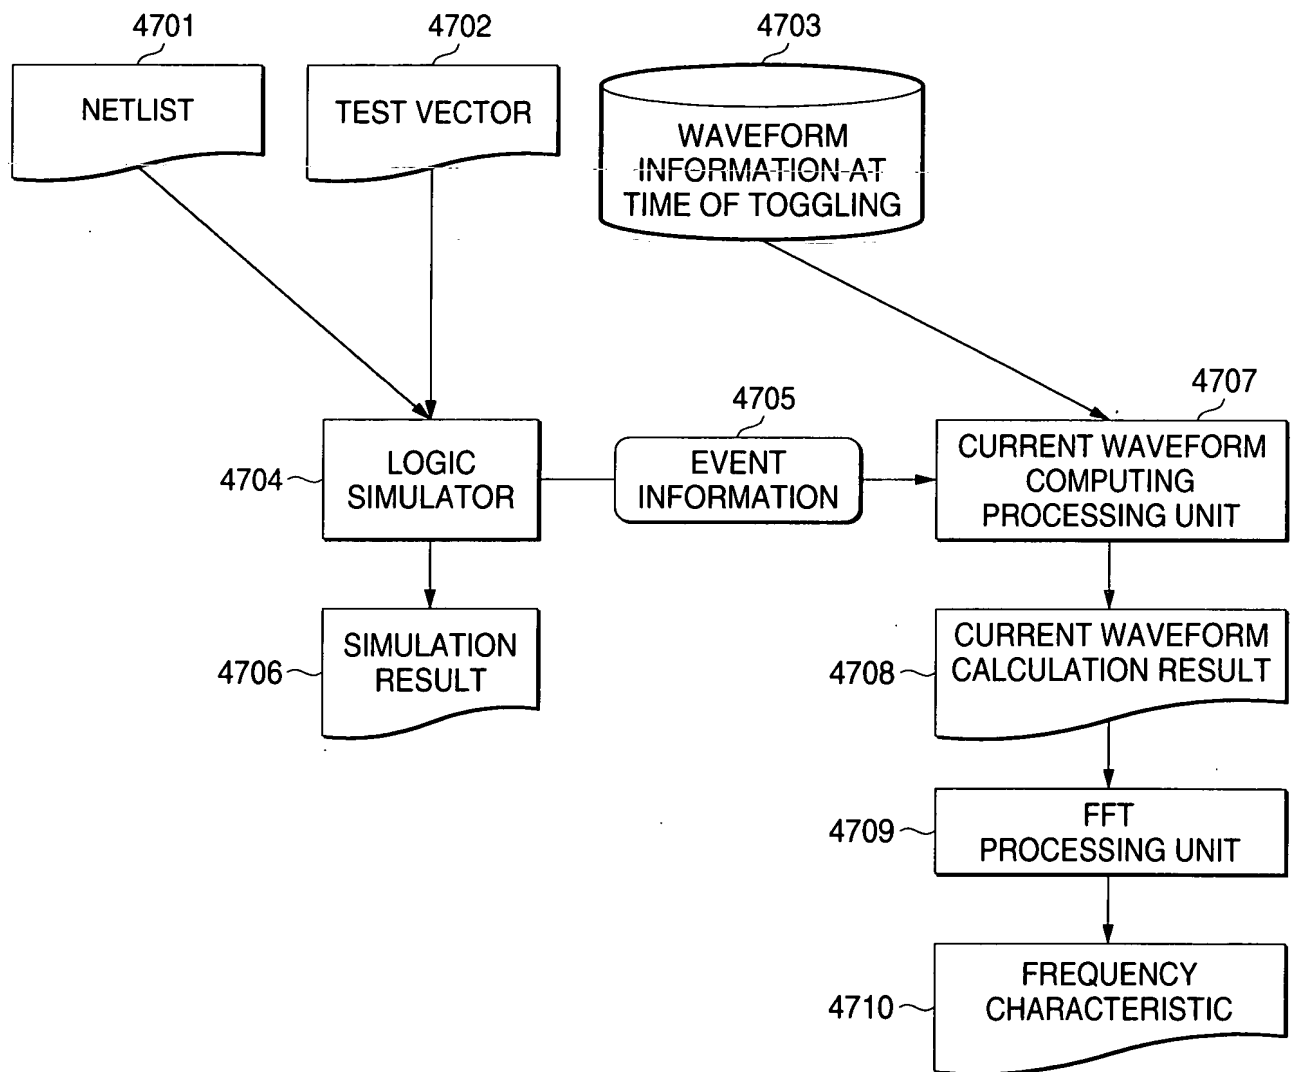 4701
4702
4703
NETLIST
TEST VECTOR
WAVEFORM
INFORMATION AT
TIME OF TOGGLING
4704
LOGIC
SIMULATOR
4705
EVENT
INFORMATION
4707
CURRENT WAVEFORM
COMPUTING
PROCESSING UNIT
4706
SIMULATION
RESULT
4708
CURRENT WAVEFORM
CALCULATION RESULT
4709
FFT
PROCESSING UNIT
4710
FREQUENCY
CHARACTERISTIC